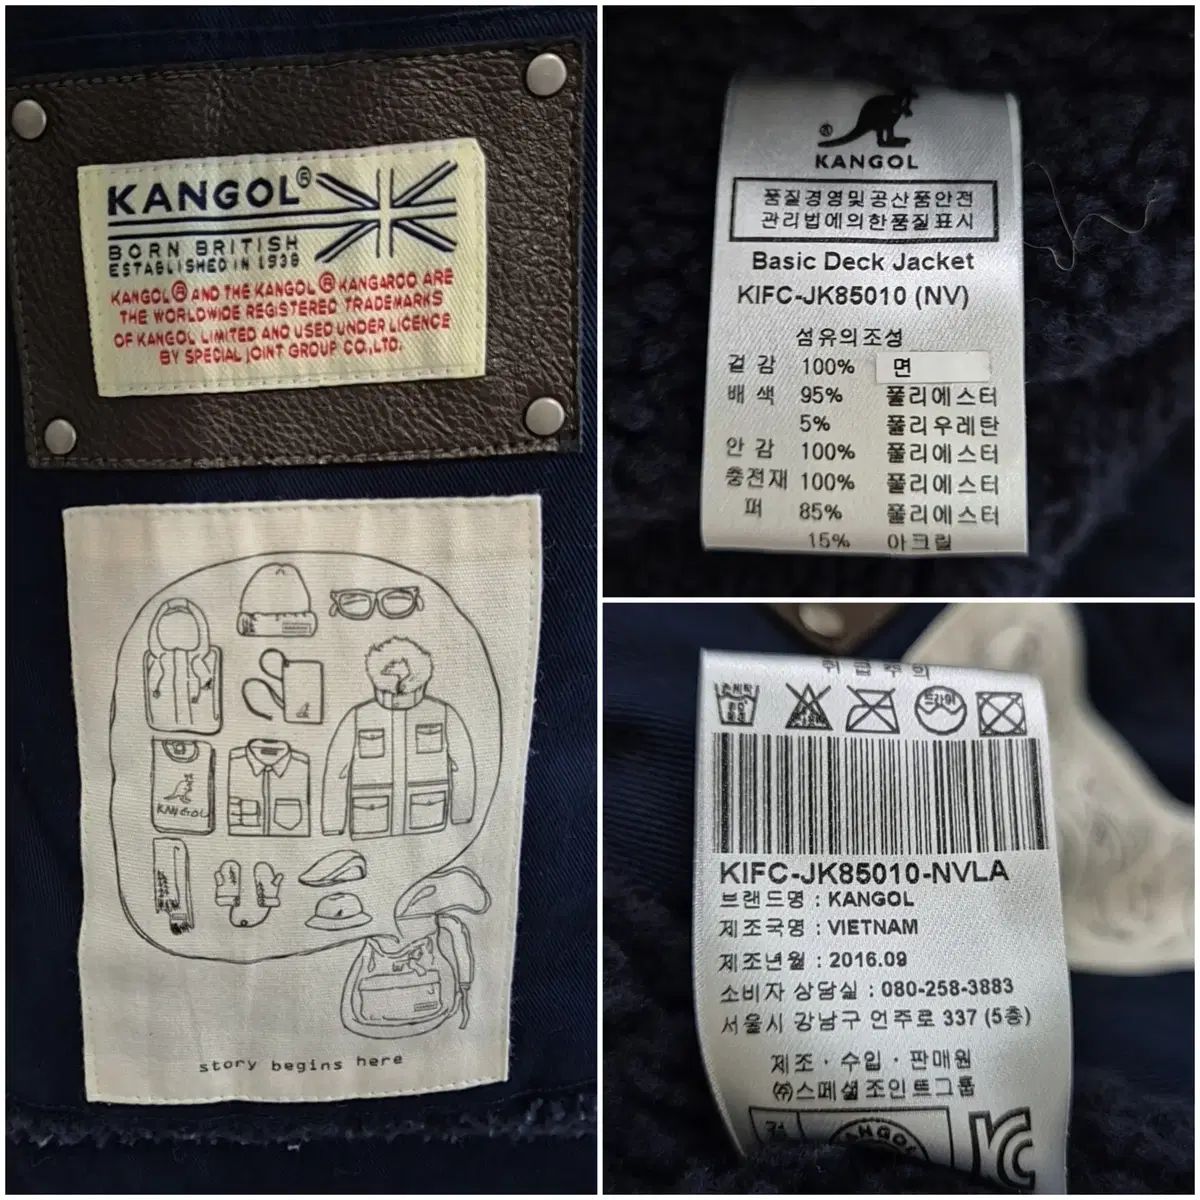 KANGOL®
BORN BRITISH
ESTABLISHED IN 1938
KANGOL® AND THE KANGOL® KANGAROO ARE
THE WORLDWIDE REGISTERED TRADEMARKS
OF KANGOL LIMITED AND USED UNDER LICENCE
BY SPECIAL JOINT GROUP CO.,LTD.
KANGOL
story begins here
®
KANGOL
품질경영및공산품안전
관리법에의한품질표시
Basic Deck Jacket
KIFC-JK85010 (NV)
섬유의조성
겉감 100% 면
배색 95% 폴리에스터
5% 폴리우레탄
안감 100% 폴리에스터
충전재 100% 폴리에스터
퍼 85% 폴리에스터
15% 아크릴
취급주의
손세탁
드라이
KIFC-JK85010-NVLA
브랜드명 : KANGOL
제조국명 : VIETNAM
제조년월 : 2016.09
소비자 상담실 : 080-258-3883
서울시 강남구 언주로 337 (5층)
제조 · 수입 · 판매원
㈜스페셜조인트그룹
KANGOL